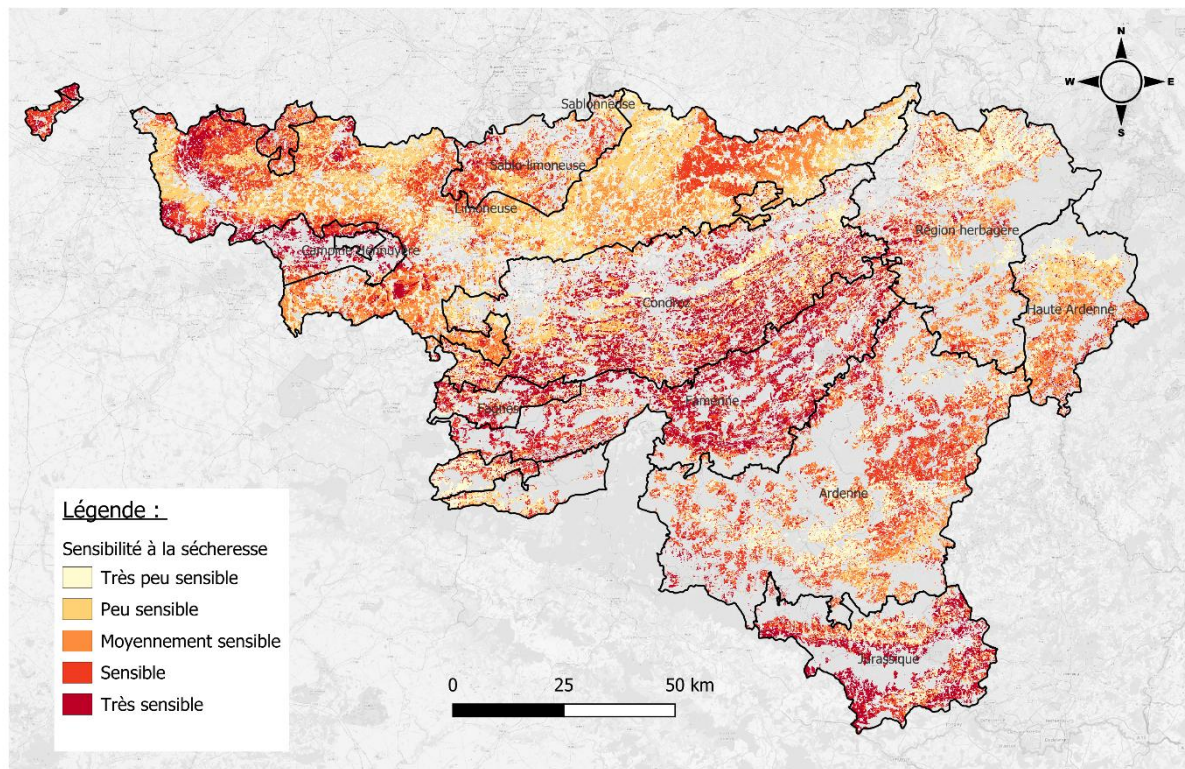 N
W E
S
Sablonneuse
Sablo-limoneuse
Limoneuse
Campine Hennuyère
Région herbagère
Condroz
Haute Ardenne
Famenne
Fagnes
Ardenne
Jurassique
Légende :
Sensibilité à la sécheresse
Très peu sensible
Peu sensible
Moyennement sensible
Sensible
Très sensible
0 25 50 km